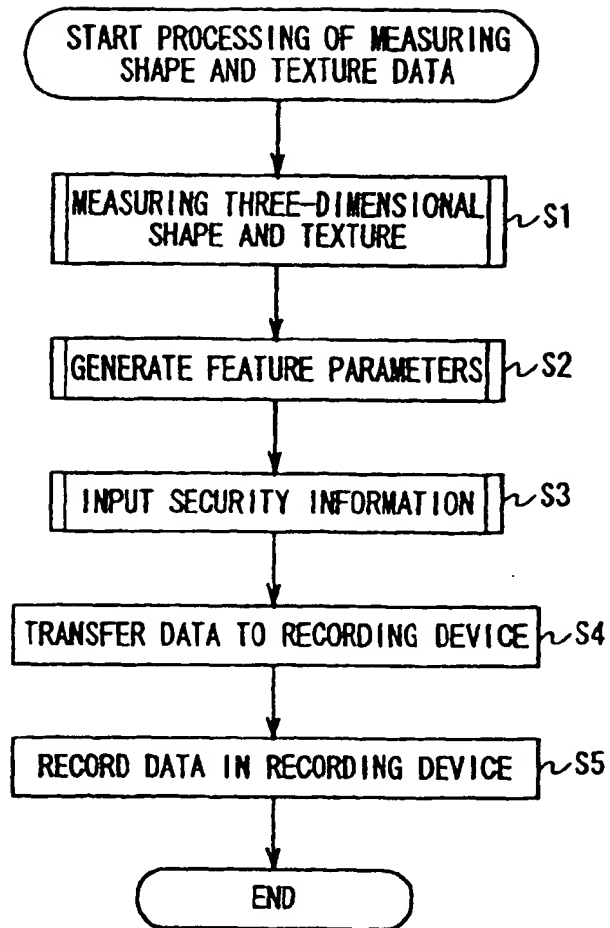 START PROCESSING OF MEASURING
SHAPE AND TEXTURE DATA
MEASURING THREE-DIMENSIONAL
SHAPE AND TEXTURE
S1
GENERATE FEATURE PARAMETERS
S2
INPUT SECURITY INFORMATION
S3
TRANSFER DATA TO RECORDING DEVICE
S4
RECORD DATA IN RECORDING DEVICE
S5
END